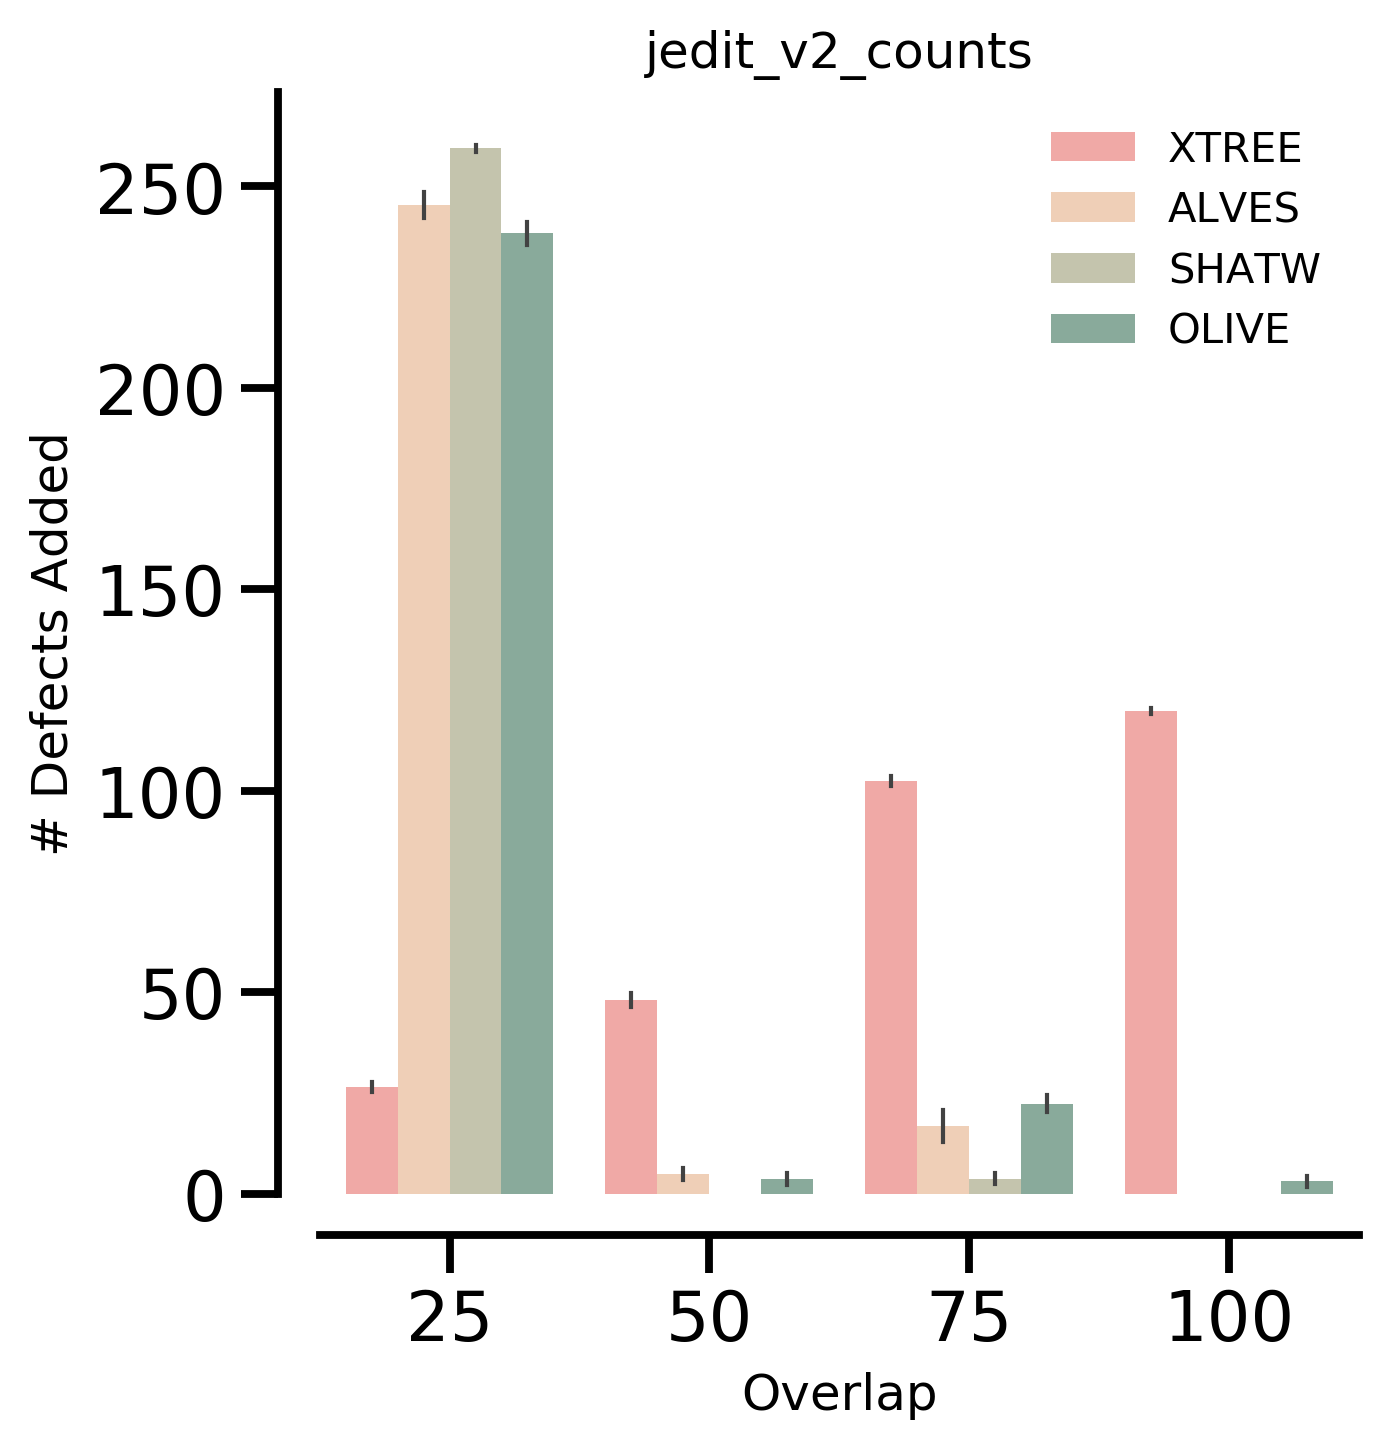 jedit_v2_counts
XTREE
ALVES
SHATW
OLIVE
# Defects Added
250
200
150
100
50
0
25 50 75 100
Overlap